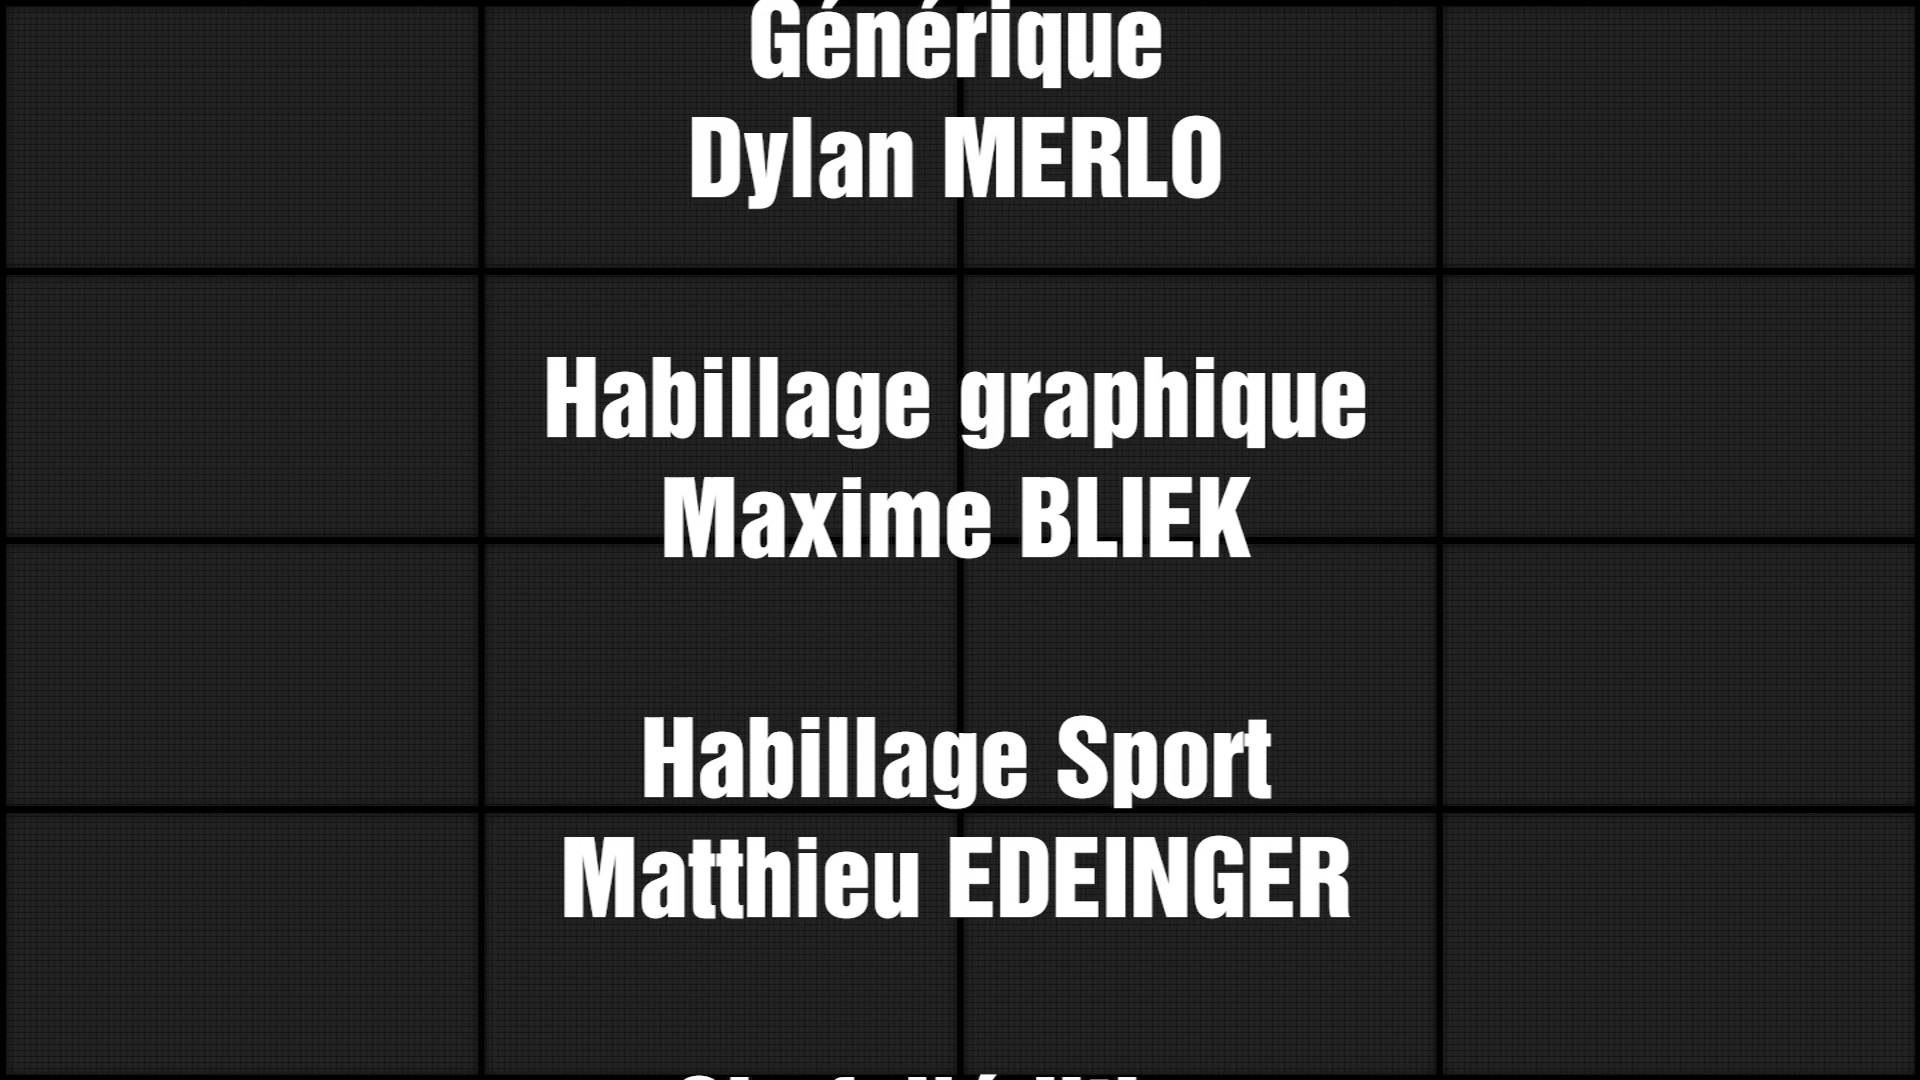 Générique
Dylan MERLO
Habillage graphique
Maxime BLIEK
Habillage Sport
Matthieu EDEINGER